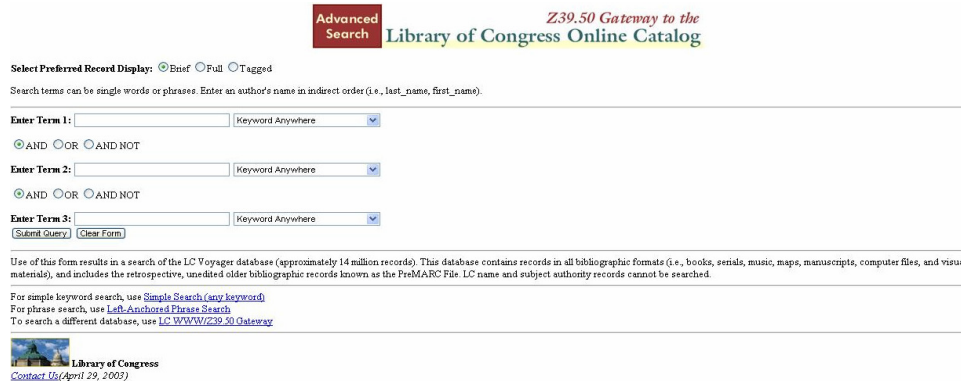 Advanced Search
Z39.50 Gateway to the
Library of Congress Online Catalog
Select Preferred Record Display: Brief Full Tagged
Search terms can be single words or phrases. Enter an author's name in indirect order (i.e., last_name, first_name).
Enter Term 1: Keyword Anywhere
AND OR AND NOT
Enter Term 2: Keyword Anywhere
AND OR AND NOT
Enter Term 3: Keyword Anywhere
Submit Query Clear Form
Use of this form results in a search of the LC Voyager database (approximately 14 million records). This database contains records in all bibliographic formats (i.e., books, serials, music, maps, manuscripts, computer files, and visu
materials), and includes the retrospective, unedited older bibliographic records known as the PreMARC File. LC name and subject authority records cannot be searched.
For simple keyword search, use Simple Search (any keyword)
For phrase search, use Left-Anchored Phrase Search
To search a different database, use LC WWW/Z39.50 Gateway
Library of Congress
Contact Us(April 29, 2003)